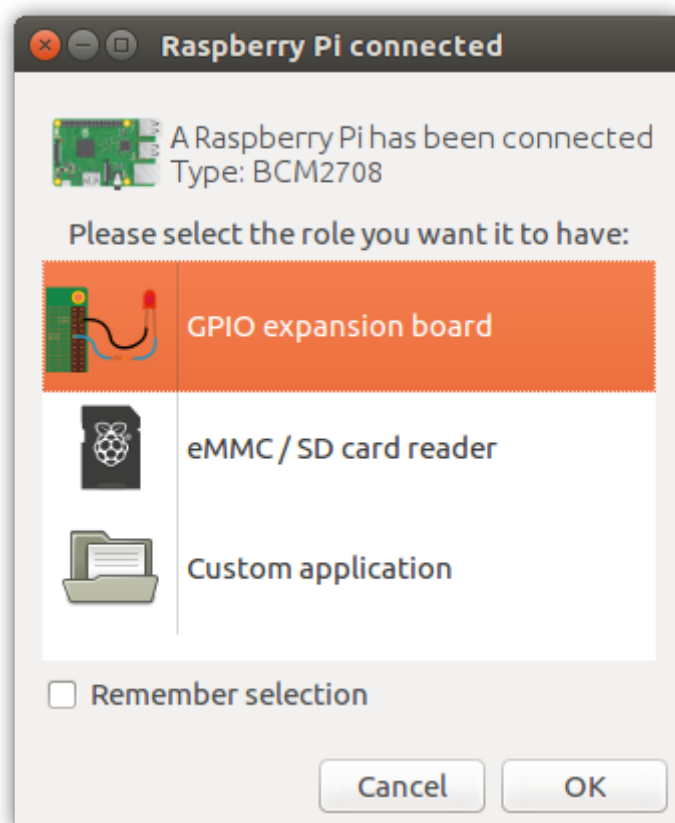 Raspberry Pi connected
A Raspberry Pi has been connected
Type: BCM2708
Please select the role you want it to have:
GPIO expansion board
eMMC / SD card reader
Custom application
Remember selection
Cancel
OK